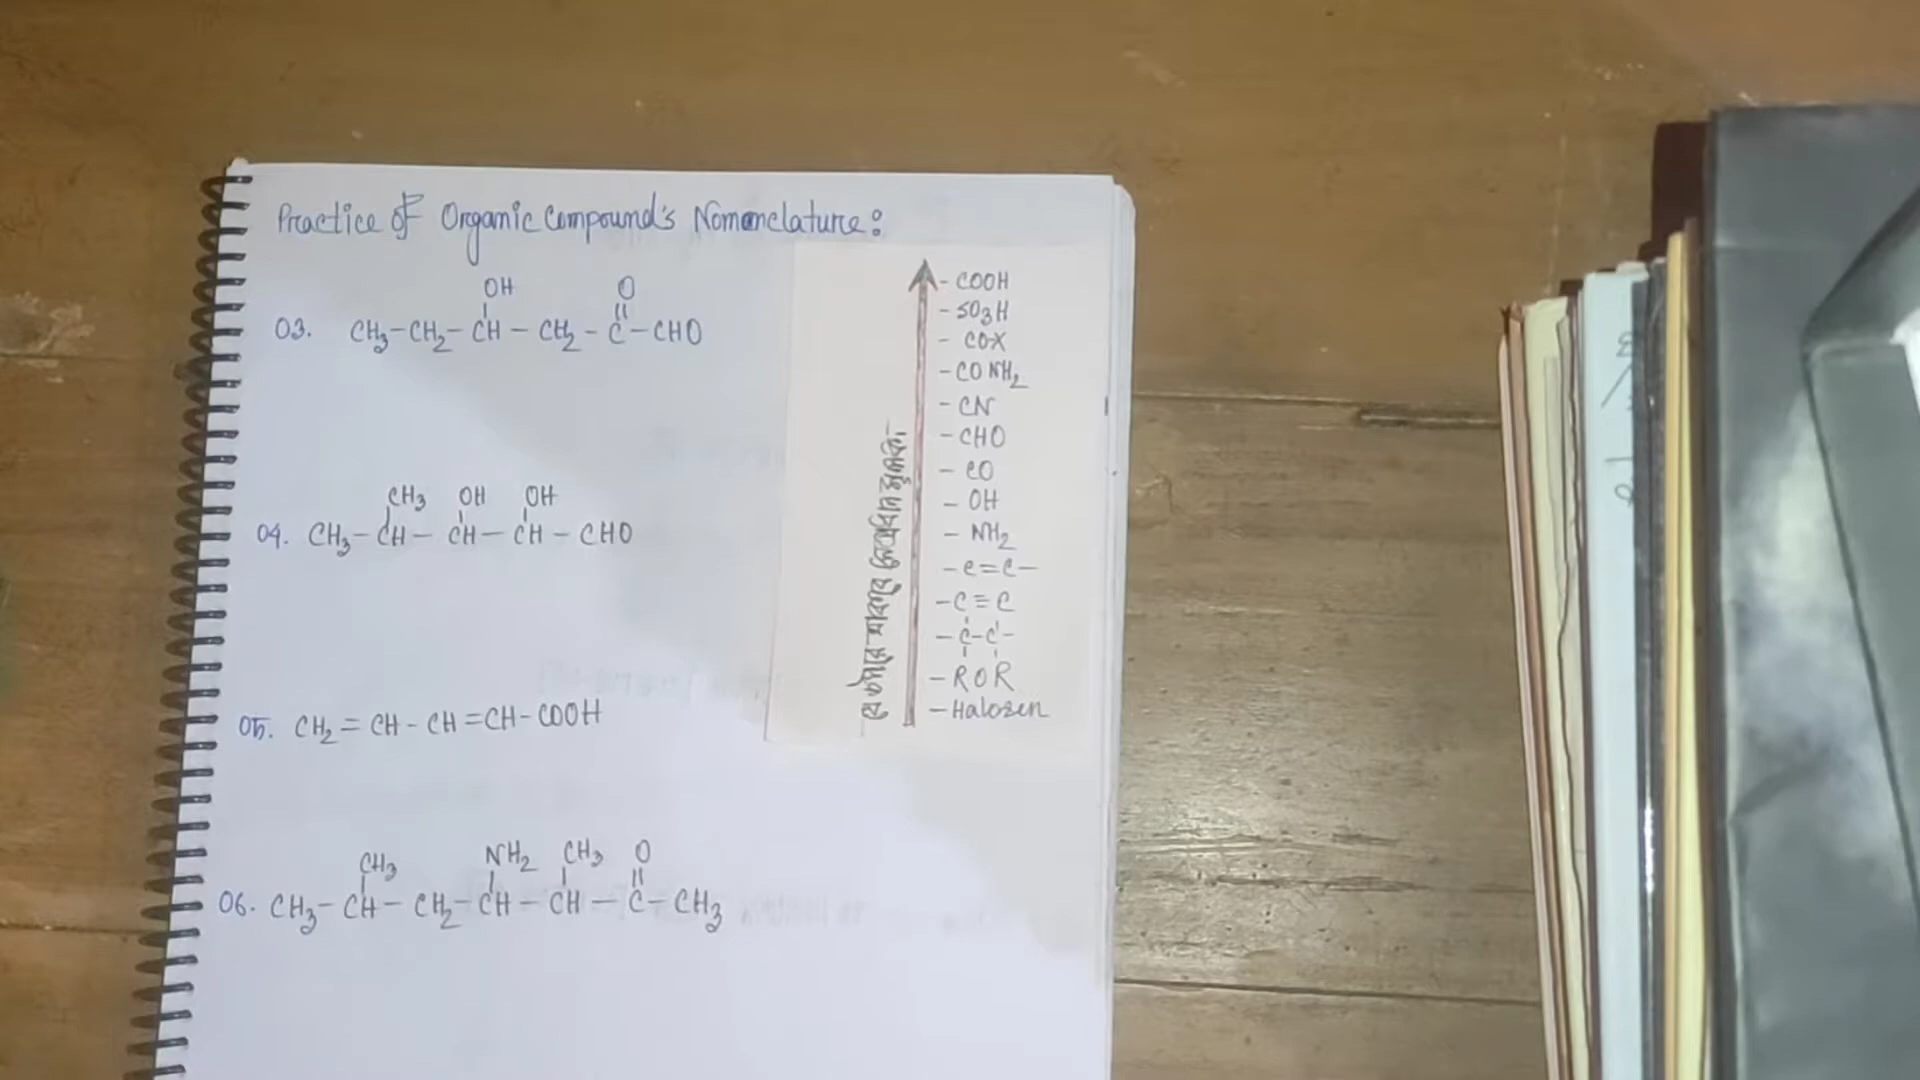 Practice of Organic Compound's Nomenclature:
OH O
03. CH3-CH2-CH-CH2-C-CHO
CH3 OH OH
04. CH3-CH-CH-CH-CHO
05. CH2=CH-CH=CH-COOH
CH3 NH2 CH3 O
06. CH3-CH-CH2-CH-CH-C-CH3
-COOH
-SO3H
-COX
-CONH2
-CN
-CHO
-CO
-OH
-NH2
-C=C-
-C≡C
-C-C-
-ROR
-Halozen